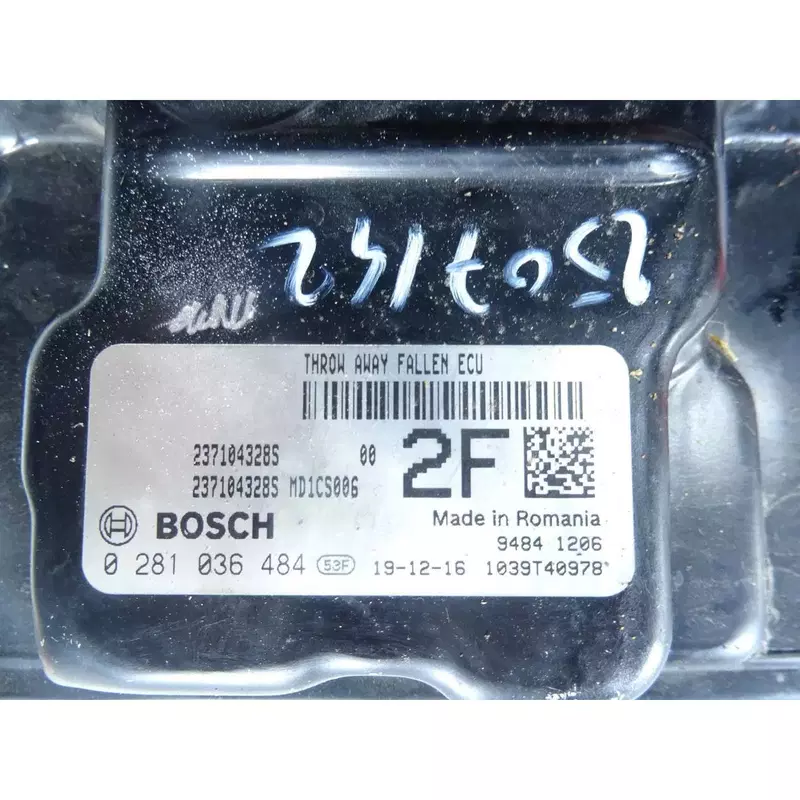 THROW AWAY FALLEN ECU
237104328S 00
237104328S MD1CS006
2F
BOSCH
Made in Romania
9484 1206
0 281 036 484 53F 19-12-16 1039T40978*